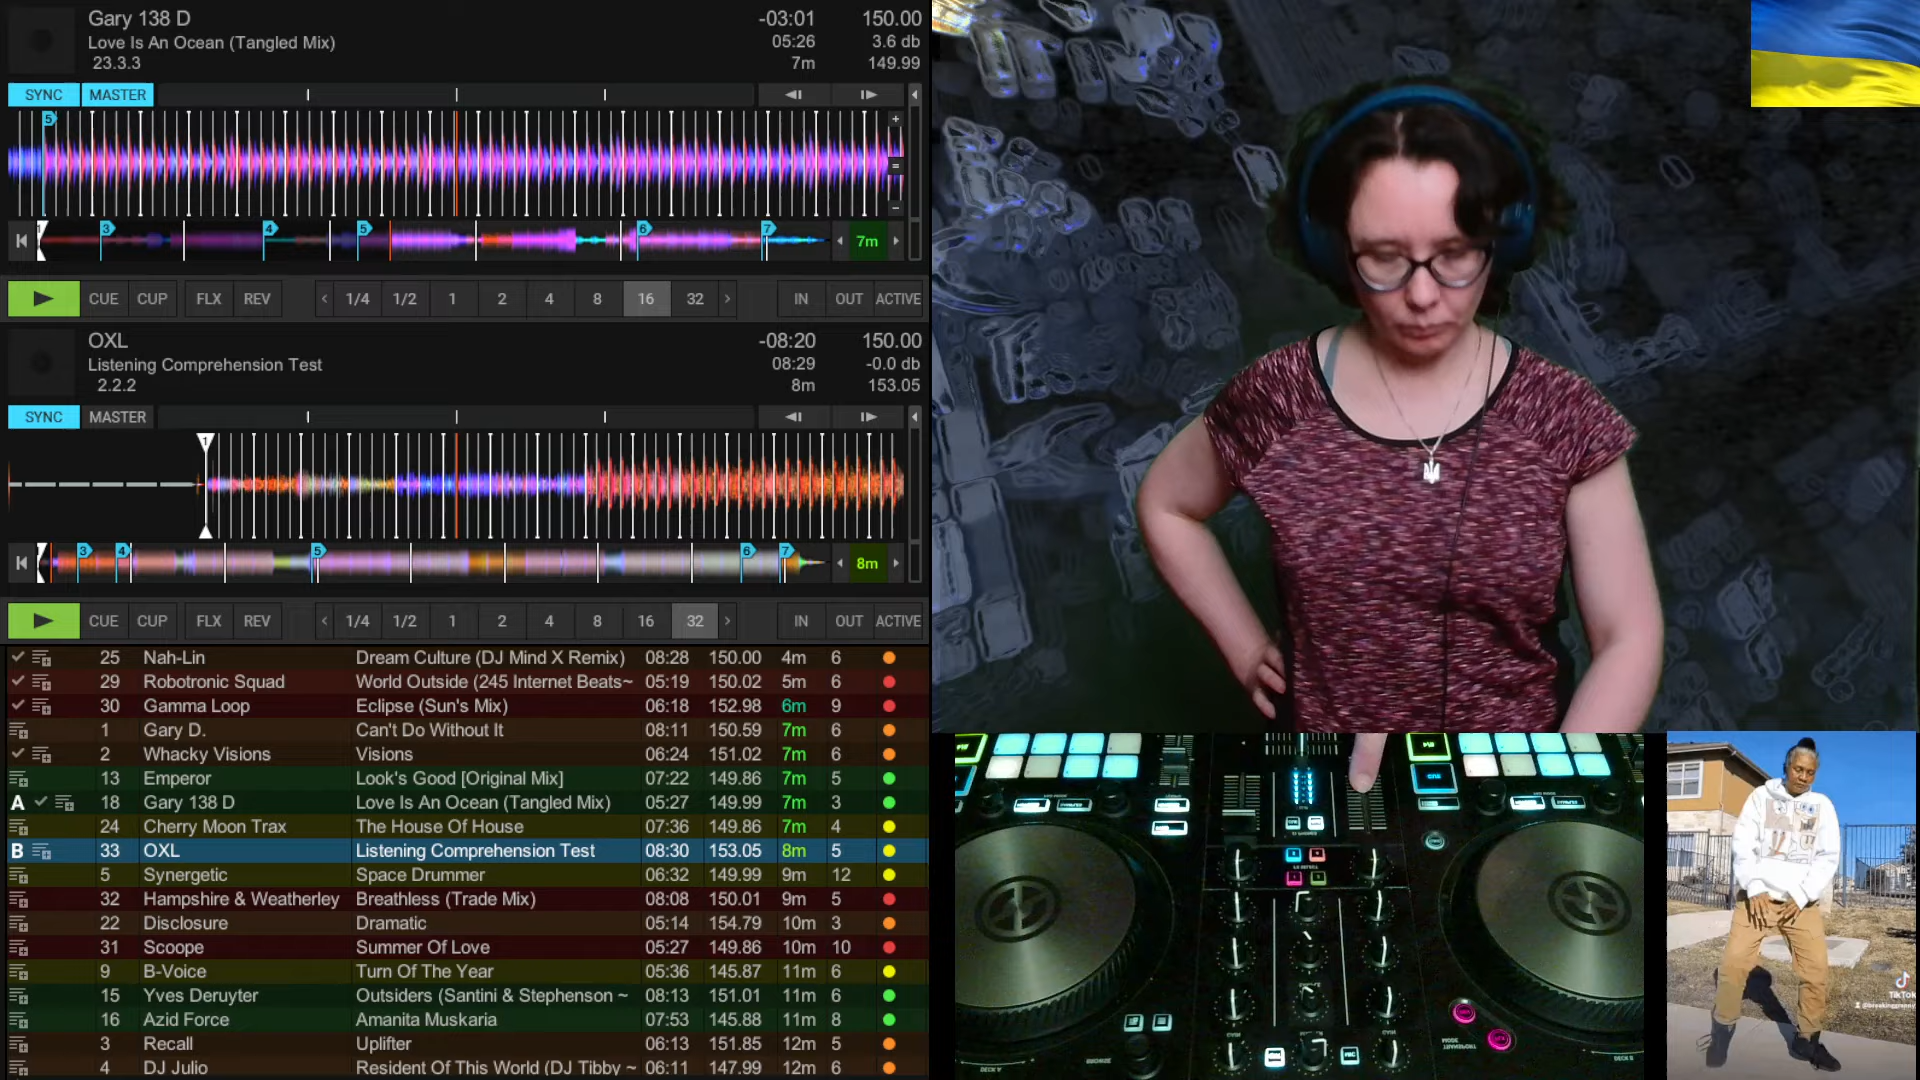 Gary 138 D -03:01 150.00
Love Is An Ocean (Tangled Mix) 05:26 3.6 db
23.3.3 7m 149.99
SYNC MASTER
5
3 4 5 6 7 7m
CUE CUP FLX REV 1/4 1/2 1 2 4 8 16 32 IN OUT ACTIVE
OXL -08:20 150.00
Listening Comprehension Test 08:29 -0.0 db
2.2.2 8m 153.05
SYNC MASTER
1
3 4 5 6 7 8m
CUE CUP FLX REV 1/4 1/2 1 2 4 8 16 32 IN OUT ACTIVE
25 Nah-Lin Dream Culture (DJ Mind X Remix) 08:28 150.00 4m 6
29 Robotronic Squad World Outside (245 Internet Beats~ 05:19 150.02 5m 6
30 Gamma Loop Eclipse (Sun's Mix) 06:18 152.98 6m 9
1 Gary D. Can't Do Without It 08:11 150.59 7m 6
2 Whacky Visions Visions 06:24 151.02 7m 6
13 Emperor Look's Good [Original Mix] 07:22 149.86 7m 5
A 18 Gary 138 D Love Is An Ocean (Tangled Mix) 05:27 149.99 7m 3
24 Cherry Moon Trax The House Of House 07:36 149.86 7m 4
B 33 OXL Listening Comprehension Test 08:30 153.05 8m 5
5 Synergetic Space Drummer 06:32 149.99 9m 12
32 Hampshire & Weatherley Breathless (Trade Mix) 08:08 150.01 9m 5
22 Disclosure Dramatic 05:14 154.79 10m 3
31 Scoope Summer Of Love 05:27 149.86 10m 10
9 B-Voice Turn Of The Year 05:36 145.87 11m 6
15 Yves Deruyter Outsiders (Santini & Stephenson ~ 08:13 151.01 11m 6
16 Azid Force Amanita Muskaria 07:53 145.88 11m 8
3 Recall Uplifter 06:13 151.85 12m 5
4 DJ Julio Resident Of This World (DJ Tibby ~ 06:11 147.99 12m 6
TikTok